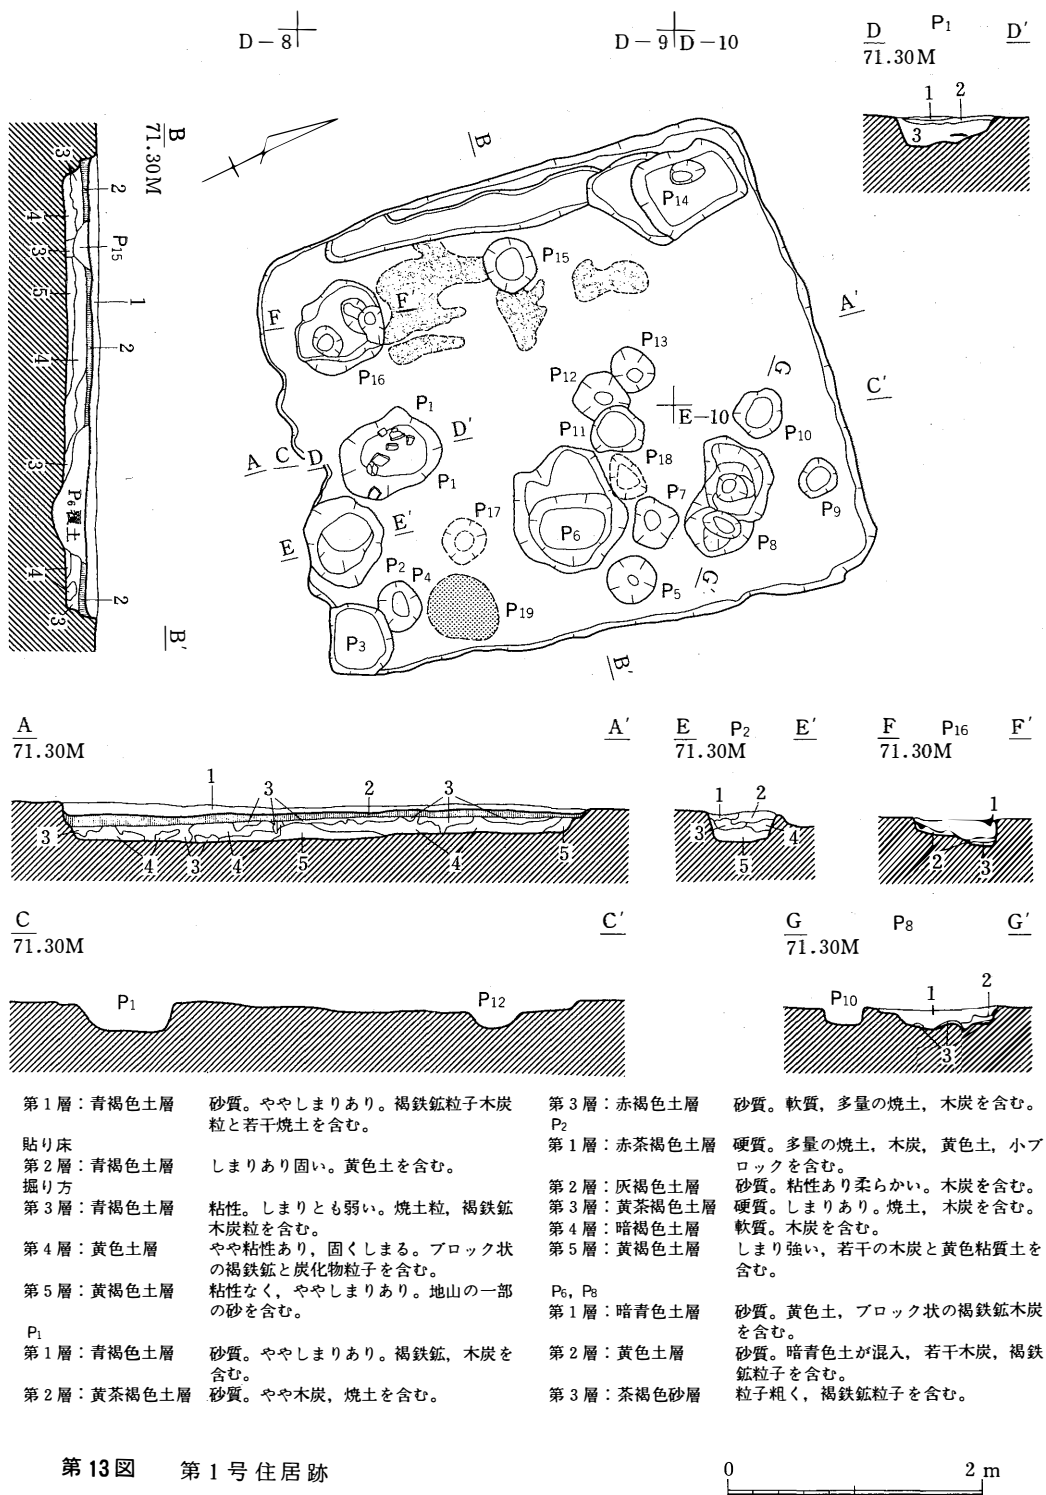 D-8
D-9 D-10
D P1 D'
71.30M
1 2
3
B
71.30M
3
2
4
P15
3
5
1
2
4
3
P6覆土
4
2
3
B'
B
P14
P15
F F'
A'
P13
G
P16
P12
C'
P1
E-10
P10
D'
P11
A C D
P18
P1
P7
P9
P17
E'
P6
E
P8
P2
P4
P5
G'
P19
P3
B'
A A'
71.30M
1 3 2 3
3 4 3 4 5 4 5
E P2 E'
71.30M
1 2
3 4
5
F P16 F'
71.30M
1
2 3
C C'
71.30M
P1 P12
G P8 G'
71.30M
P10 1 2
3
第1層：青褐色土層 砂質。ややしまりあり。褐鉄鉱粒子木炭
粒と若干焼土を含む。
貼り床
第2層：青褐色土層 しまりあり固い。黄色土を含む。
掘り方
第3層：青褐色土層 粘性。しまりとも弱い。焼土粒，褐鉄鉱
木炭粒を含む。
第4層：黄色土層 やや粘性あり，固くしまる。ブロック状
の褐鉄鉱と炭化物粒子を含む。
第5層：黄褐色土層 粘性なく，ややしまりあり。地山の一部
の砂を含む。
P1
第1層：青褐色土層 砂質。ややしまりあり。褐鉄鉱，木炭を
含む。
第2層：黄茶褐色土層 砂質。やや木炭，焼土を含む。
第3層：赤褐色土層 砂質。軟質，多量の焼土，木炭を含む。
P2
第1層：赤茶褐色土層 硬質。多量の焼土，木炭，黄色土，小ブ
ロックを含む。
第2層：灰褐色土層 砂質。粘性あり柔らかい。木炭を含む。
第3層：黄茶褐色土層 硬質。しまりあり。焼土，木炭を含む。
第4層：暗褐色土層 軟質。木炭を含む。
第5層：黄褐色土層 しまり強い，若干の木炭と黄色粘質土を
含む。
P6，P8
第1層：暗青色土層 砂質。黄色土，ブロック状の褐鉄鉱木炭
を含む。
第2層：黄色土層 砂質。暗青色土が混入，若干木炭，褐鉄
鉱粒子を含む。
第3層：茶褐色砂層 粒子粗く，褐鉄鉱粒子を含む。
第13図 第1号住居跡
0 2m